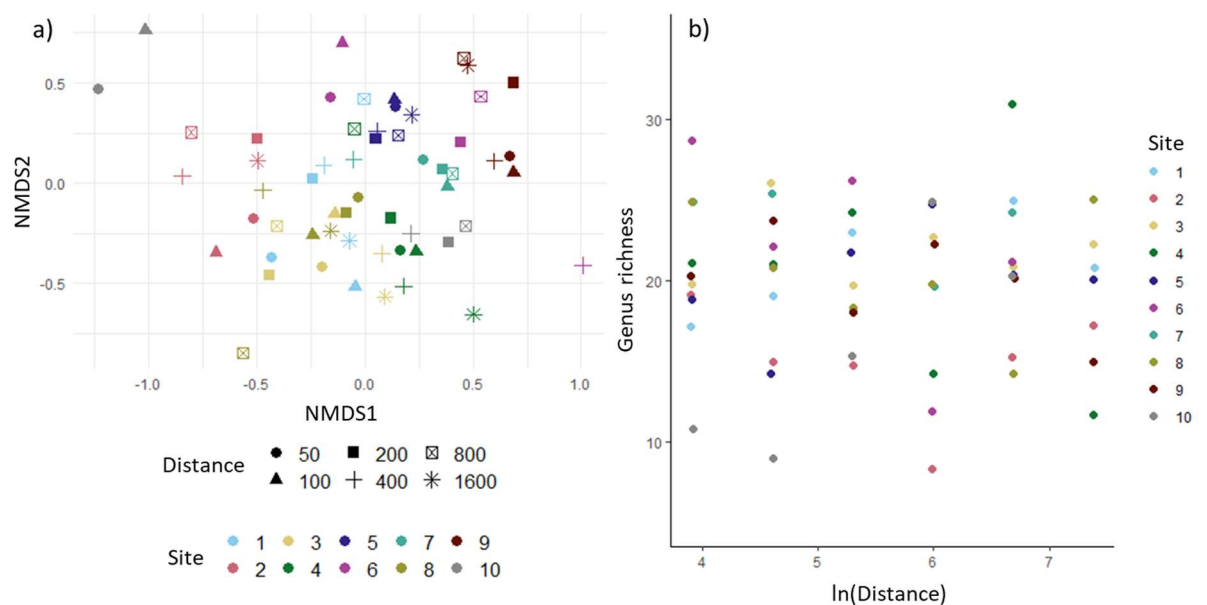 a)
0.5
0.0
-0.5
NMDS2
-1.0 -0.5 0.0 0.5 1.0
NMDS1
Distance
50 200 800
100 400 1600
Site
1 3 5 7 9
2 4 6 8 10
b)
30
20
10
Genus richness
4 5 6 7
ln(Distance)
Site
1
2
3
4
5
6
7
8
9
10